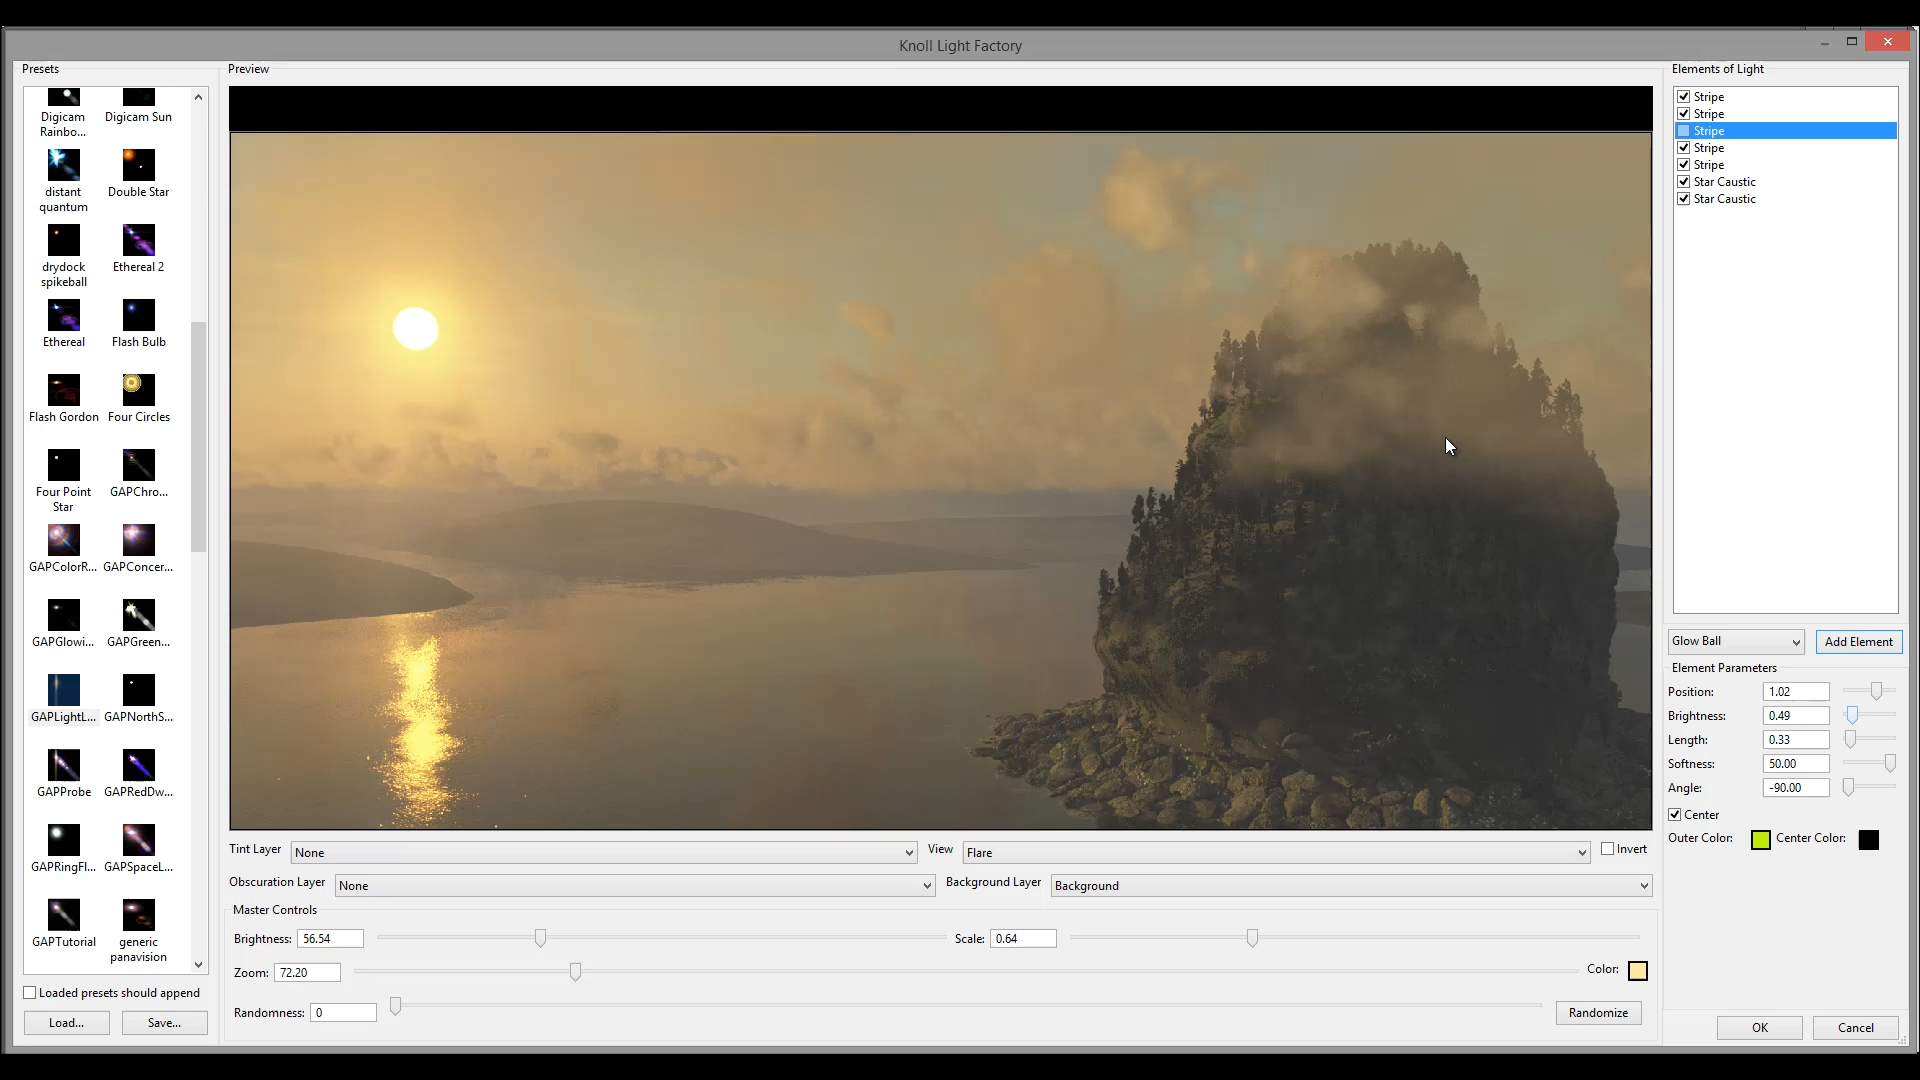 Knoll Light Factory
Presets
Digicam Rainbo...
Digicam Sun
distant quantum
Double Star
drydock spikeball
Ethereal 2
Ethereal
Flash Bulb
Flash Gordon
Four Circles
Four Point Star
GAPChro...
GAPColorR...
GAPConcer...
GAPGlowi...
GAPGreen...
GAPLightL...
GAPNorthS...
GAPProbe
GAPRedDw...
GAPRingFl...
GAPSpaceL...
GAPTutorial
generic panavision
Loaded presets should append
Load...
Save...
Preview
Tint Layer None
View Flare
Invert
Obscuration Layer None
Background Layer Background
Master Controls
Brightness: 56.54
Scale: 0.64
Zoom: 72.20
Color:
Randomness: 0
Randomize
Elements of Light
Stripe
Stripe
Stripe
Stripe
Stripe
Star Caustic
Star Caustic
Glow Ball
Add Element
Element Parameters
Position: 1.02
Brightness: 0.49
Length: 0.33
Softness: 50.00
Angle: -90.00
Center
Outer Color: Center Color:
OK
Cancel